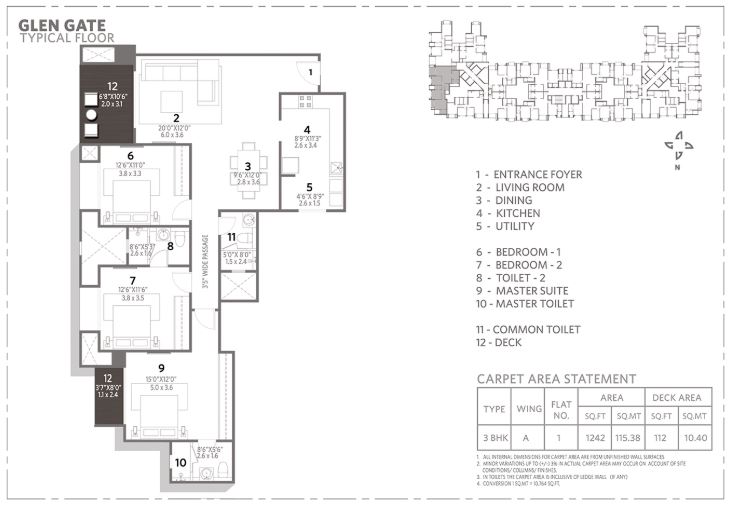 GLEN GATE
TYPICAL FLOOR
12
6'8"X10'6"
2.0 x 3.1
1
2
20'0"X12'0"
6.0 x 3.6
4
8'9"X11'3"
2.6 x 3.4
3
9'6"X12'0"
2.8 x 3.6
5
4'6"X 8'9"
2.6 x 1.5
6
12'6"X11'0"
3.8 x 3.3
8'6"X5'3"
2.6 x 1.6
8
11
5'0"X 8'0"
1.5 x 2.4
3'5" WIDE PASSAGE
7
12'6"X11'6"
3.8 x 3.5
12
3'7"X8'0"
1.1 x 2.4
9
15'0"X12'0"
5.0 x 3.6
8'6"X5'6"
2.6 x 1.6
10
N
1 - ENTRANCE FOYER
2 - LIVING ROOM
3 - DINING
4 - KITCHEN
5 - UTILITY
6 - BEDROOM - 1
7 - BEDROOM - 2
8 - TOILET - 2
9 - MASTER SUITE
10 - MASTER TOILET
11 - COMMON TOILET
12 - DECK
CARPET AREA STATEMENT
TYPE WING FLAT NO. AREA DECK AREA
SQ.FT SQ.MT SQ.FT SQ.MT
3 BHK A 1 1242 115.38 112 10.40
1. ALL INTERNAL DIMENSIONS FOR CARPET AREA ARE FROM UNFINISHED WALL SURFACES
2. MINOR VARIATIONS UP TO (+/-) 3% IN ACTUAL CARPET AREA MAY OCCUR ON ACCOUNT OF SITE
CONDITIONS/ COLUMNS/ FINISHES.
3. IN TOILETS THE CARPET AREA IS INCLUSIVE OF LEDGE WALL (IF ANY)
4. CONVERSION 1 SQ.MT = 10.764 SQ.FT.